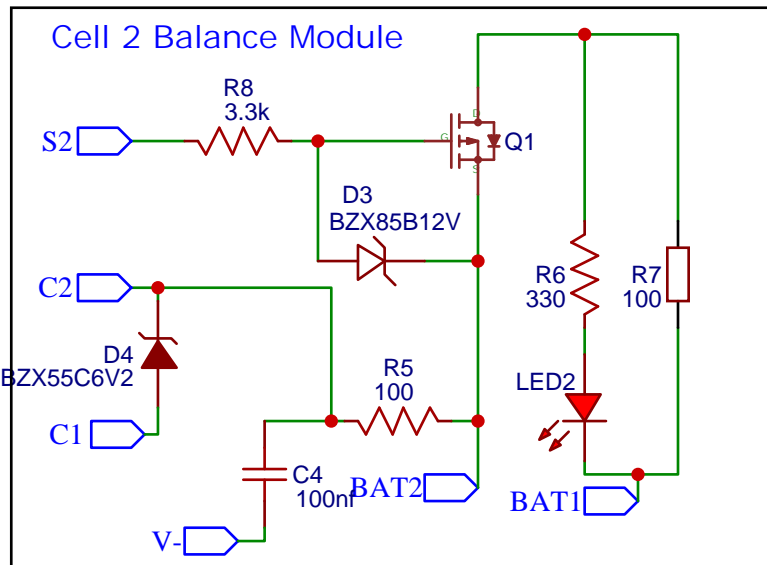 Cell 2 Balance Module
R8
3.3k
S2
D
G
S
Q1
D3
BZX85B12V
C2
R6
330
R7
100
D4
BZX55C6V2
R5
100
LED2
C1
C4
100nf
BAT2
BAT1
V-